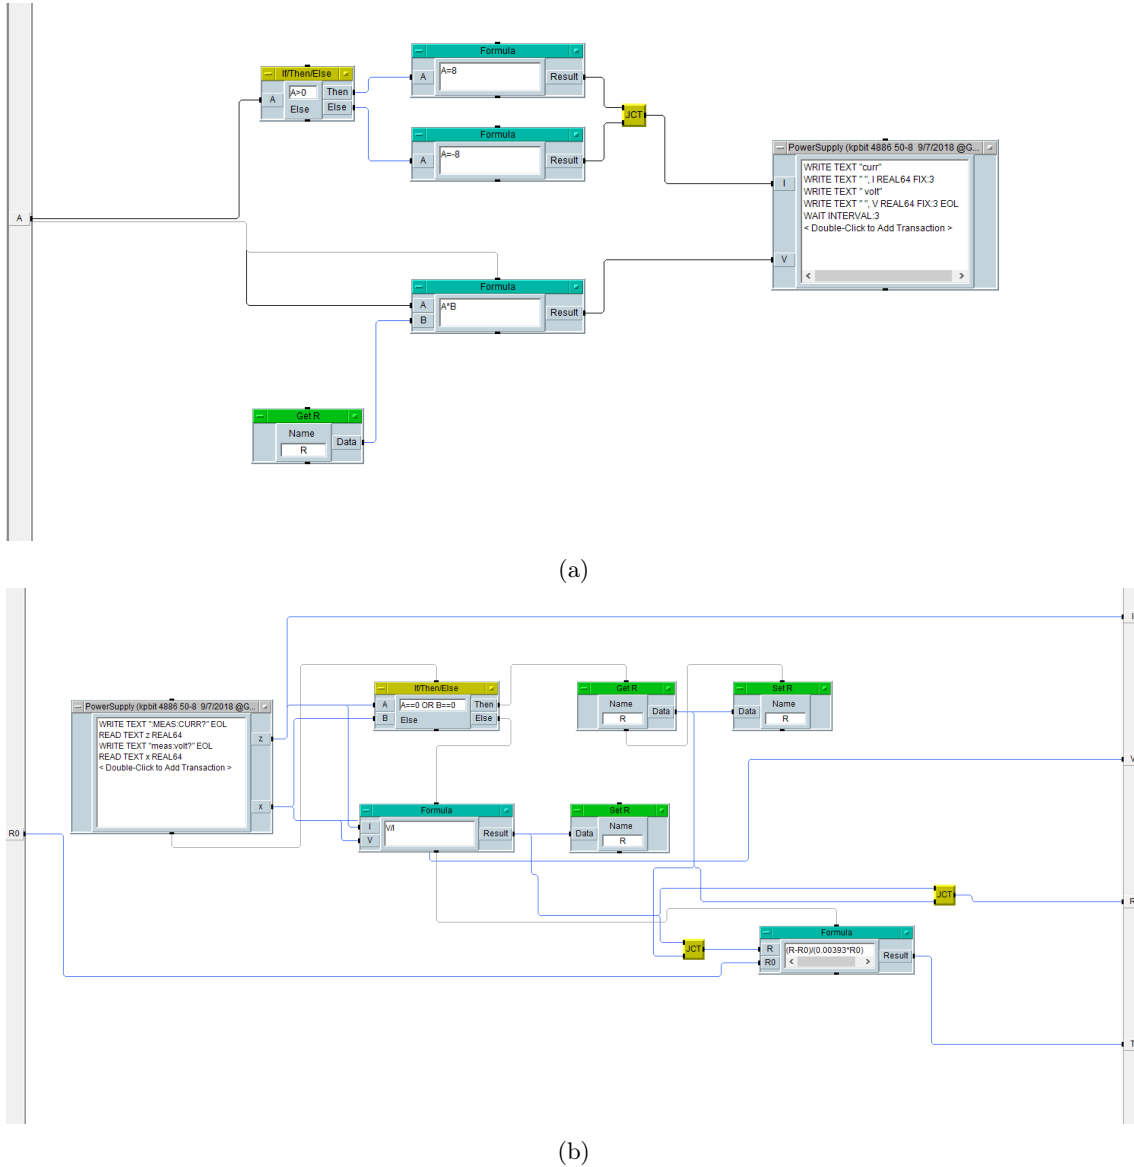 If/Then/Else
A
A>0
Then
Else
Else
Formula
A
A=8
Result
Formula
A
A=-8
Result
JCT
PowerSupply (kpbit 4886 50-8 9/7/2018 @G...
I
V
WRITE TEXT "curr"
WRITE TEXT " ", I REAL64 FIX:3
WRITE TEXT " volt"
WRITE TEXT " ", V REAL64 FIX:3 EOL
WAIT INTERVAL:3
< Double-Click to Add Transaction >
A
Formula
A
B
A*B
Result
Get R
Name
R
Data
(a)
I
PowerSupply (kpbit 4886 50-8 9/7/2018 @G...
WRITE TEXT ":MEAS:CURR?" EOL
READ TEXT z REAL64
WRITE TEXT "meas:volt?" EOL
READ TEXT x REAL64
< Double-Click to Add Transaction >
z
x
If/Then/Else
A
B
A==0 OR B==0
Then
Else
Else
Get R
Name
R
Data
Set R
Data
Name
R
V
R0
Formula
I
V
V/I
Result
Set R
Data
Name
R
JCT
R
JCT
Formula
R
R0
(R-R0)/(0.00393*R0)
Result
T
(b)